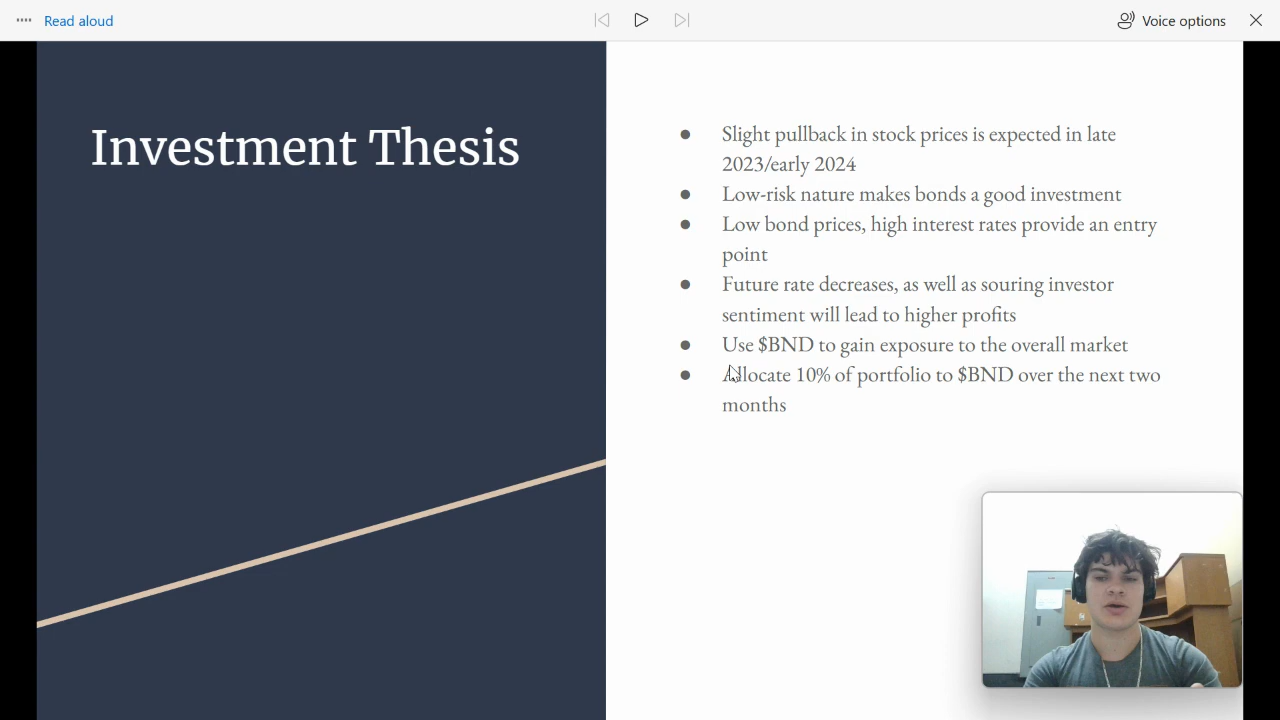 Read aloud
Voice options
Investment Thesis
● Slight pullback in stock prices is expected in late
2023/early 2024
● Low-risk nature makes bonds a good investment
● Low bond prices, high interest rates provide an entry
point
● Future rate decreases, as well as souring investor
sentiment will lead to higher profits
● Use $BND to gain exposure to the overall market
● Allocate 10% of portfolio to $BND over the next two
months